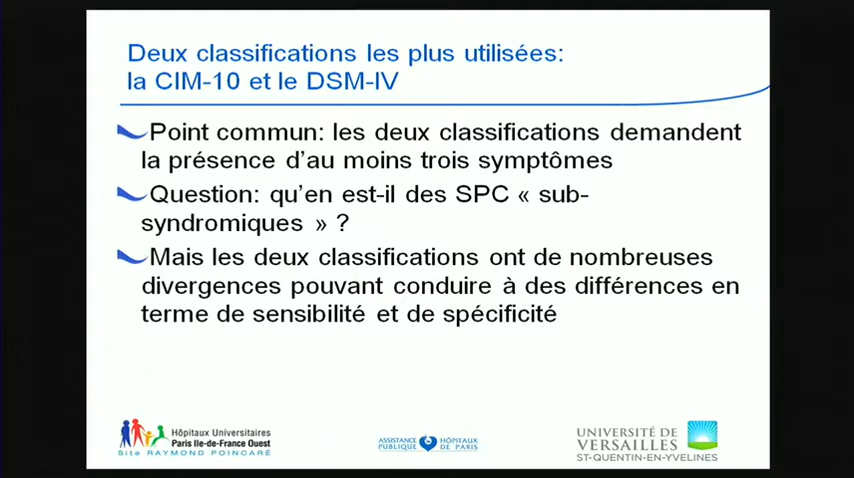 Deux classifications les plus utilisées:
la CIM-10 et le DSM-IV
Point commun: les deux classifications demandent
la présence d'au moins trois symptômes
Question: qu'en est-il des SPC « sub-
syndromiques » ?
Mais les deux classifications ont de nombreuses
divergences pouvant conduire à des différences en
terme de sensibilité et de spécificité
Hôpitaux Universitaires
Paris Ile-de-France Ouest
Site RAYMOND POINCARÉ
ASSISTANCE HÔPITAUX
PUBLIQUE DE PARIS
UNIVERSITÉ DE
VERSAILLES
ST-QUENTIN-EN-YVELINES